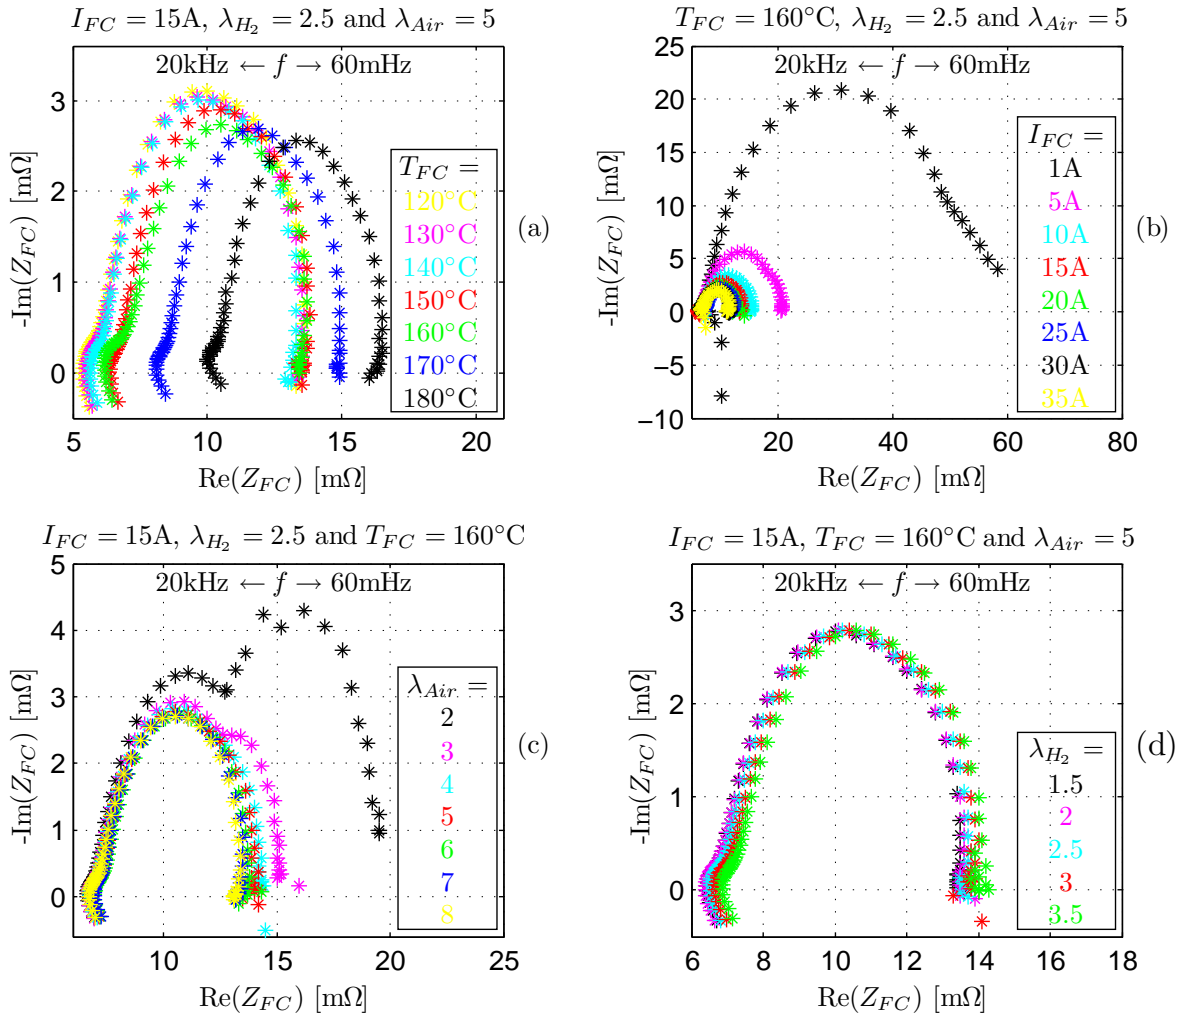 I_FC = 15A, λ_H₂ = 2.5 and λ_Air = 5
20kHz ← f → 60mHz
3
2
1
0
-Im(Z_FC) [mΩ]
T_FC =
120°C
130°C
140°C
150°C
160°C
170°C
180°C
(a)
5
10
15
20
Re(Z_FC) [mΩ]
T_FC = 160°C, λ_H₂ = 2.5 and λ_Air = 5
20kHz ← f → 60mHz
25
20
15
10
5
0
−5
−10
-Im(Z_FC) [mΩ]
I_FC =
1A
5A
10A
15A
20A
25A
30A
35A
(b)
20
40
60
80
Re(Z_FC) [mΩ]
I_FC = 15A, λ_H₂ = 2.5 and T_FC = 160°C
20kHz ← f → 60mHz
5
4
3
2
1
0
-Im(Z_FC) [mΩ]
λ_Air =
2
3
4
5
6
7
8
(c)
10
15
20
25
Re(Z_FC) [mΩ]
I_FC = 15A, T_FC = 160°C and λ_Air = 5
20kHz ← f → 60mHz
3
2
1
0
-Im(Z_FC) [mΩ]
λ_H₂ =
1.5
2
2.5
3
3.5
(d)
6
8
10
12
14
16
18
Re(Z_FC) [mΩ]